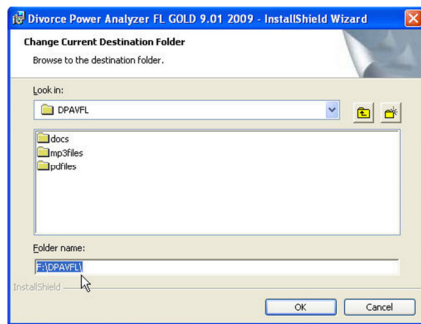 Divorce Power Analyzer FL GOLD 9.01 2009 - InstallShield Wizard
Change Current Destination Folder
Browse to the destination folder.
Look in:
DPAVFL
docs
mp3files
pdfiles
Folder name:
F:\DPAVFL\
InstallShield
OK Cancel